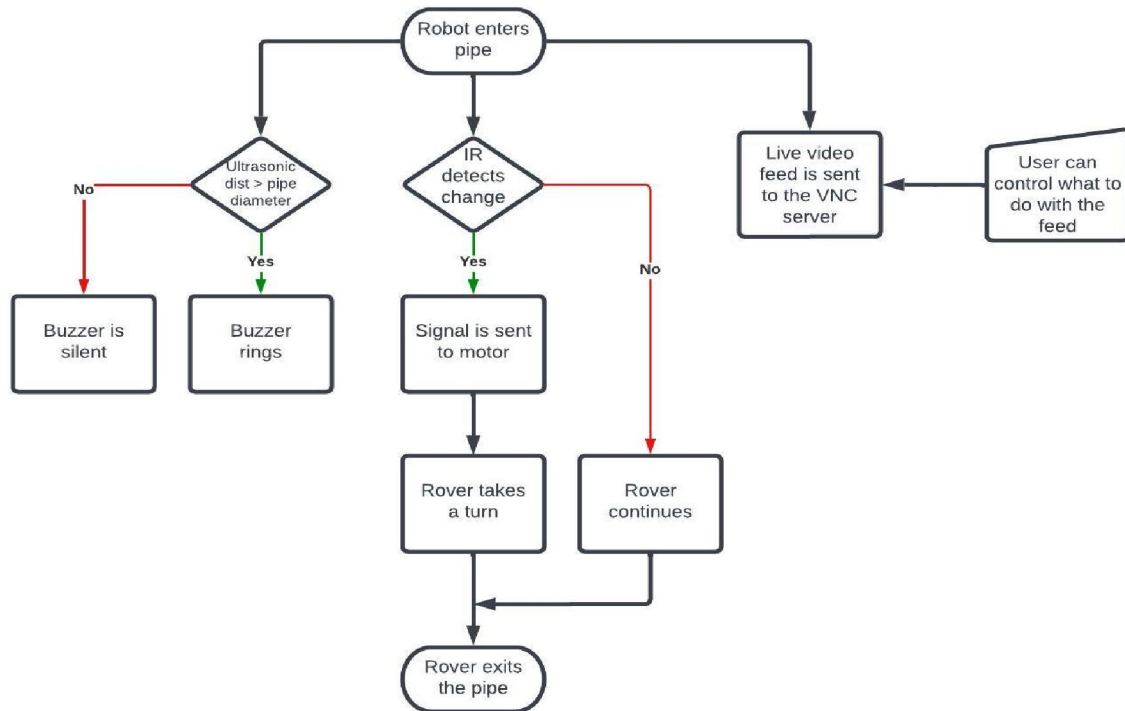 Robot enters
pipe
Ultrasonic
dist > pipe
diameter
IR
detects
change
Live video
feed is sent
to the VNC
server
User can
control what to
do with the
feed
No
Yes
Yes
No
Buzzer is
silent
Buzzer
rings
Signal is sent
to motor
Rover takes
a turn
Rover
continues
Rover exits
the pipe